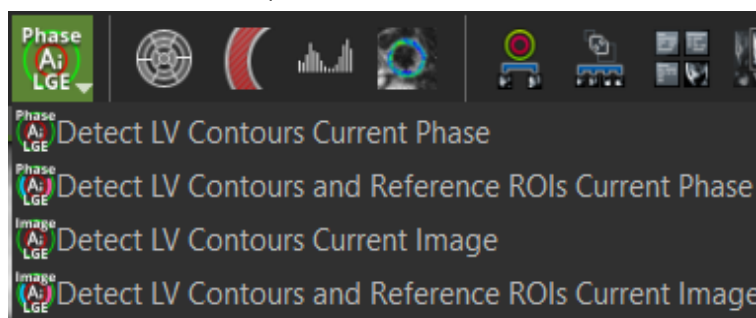 Phase
Ai
LGE
Phase
Ai
LGE
Detect LV Contours Current Phase
Phase
Ai
LGE
Detect LV Contours and Reference ROIs Current Phase
Image
Ai
LGE
Detect LV Contours Current Image
Image
Ai
LGE
Detect LV Contours and Reference ROIs Current Image